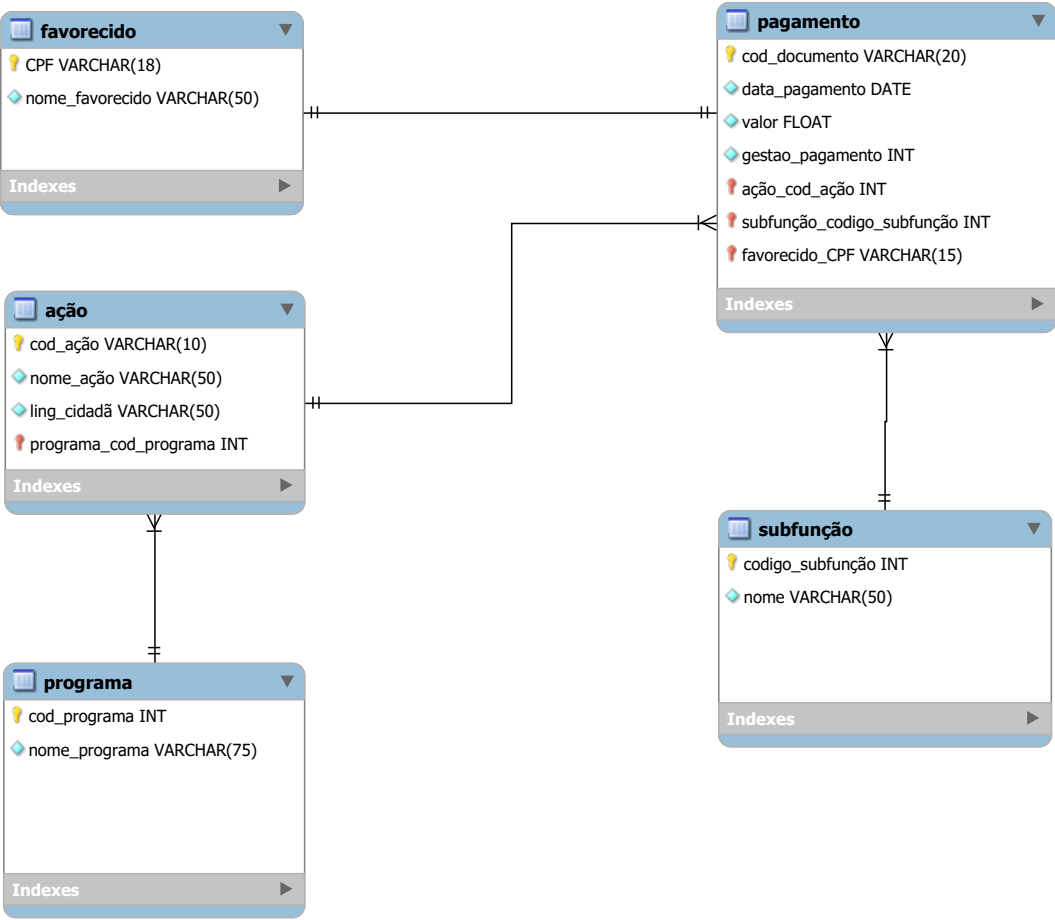 favorecido
CPF VARCHAR(18)
nome_favorecido VARCHAR(50)
Indexes
pagamento
cod_documento VARCHAR(20)
data_pagamento DATE
valor FLOAT
gestao_pagamento INT
ação_cod_ação INT
subfunção_codigo_subfunção INT
favorecido_CPF VARCHAR(15)
Indexes
ação
cod_ação VARCHAR(10)
nome_ação VARCHAR(50)
ling_cidadã VARCHAR(50)
programa_cod_programa INT
Indexes
subfunção
codigo_subfunção INT
nome VARCHAR(50)
Indexes
programa
cod_programa INT
nome_programa VARCHAR(75)
Indexes